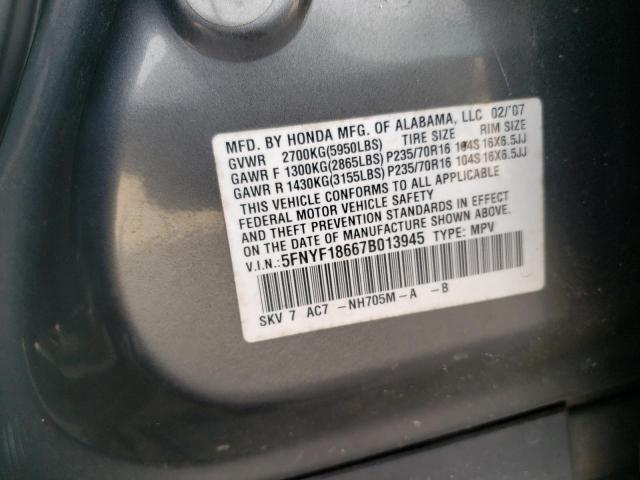 MFD. BY HONDA MFG. OF ALABAMA, LLC 02/'07
GVWR 2700KG(5950LBS) TIRE SIZE RIM SIZE
GAWR F 1300KG(2865LBS) P235/70R16 104S 16X6.5JJ
GAWR R 1430KG(3155LBS) P235/70R16 104S 16X6.5JJ
THIS VEHICLE CONFORMS TO ALL APPLICABLE
FEDERAL MOTOR VEHICLE SAFETY
AND THEFT PREVENTION STANDARDS IN EFFECT
ON THE DATE OF MANUFACTURE SHOWN ABOVE.
V.I.N.: 5FNYF18667B013945 TYPE: MPV
SKV 7 AC7 -NH705M-A -B